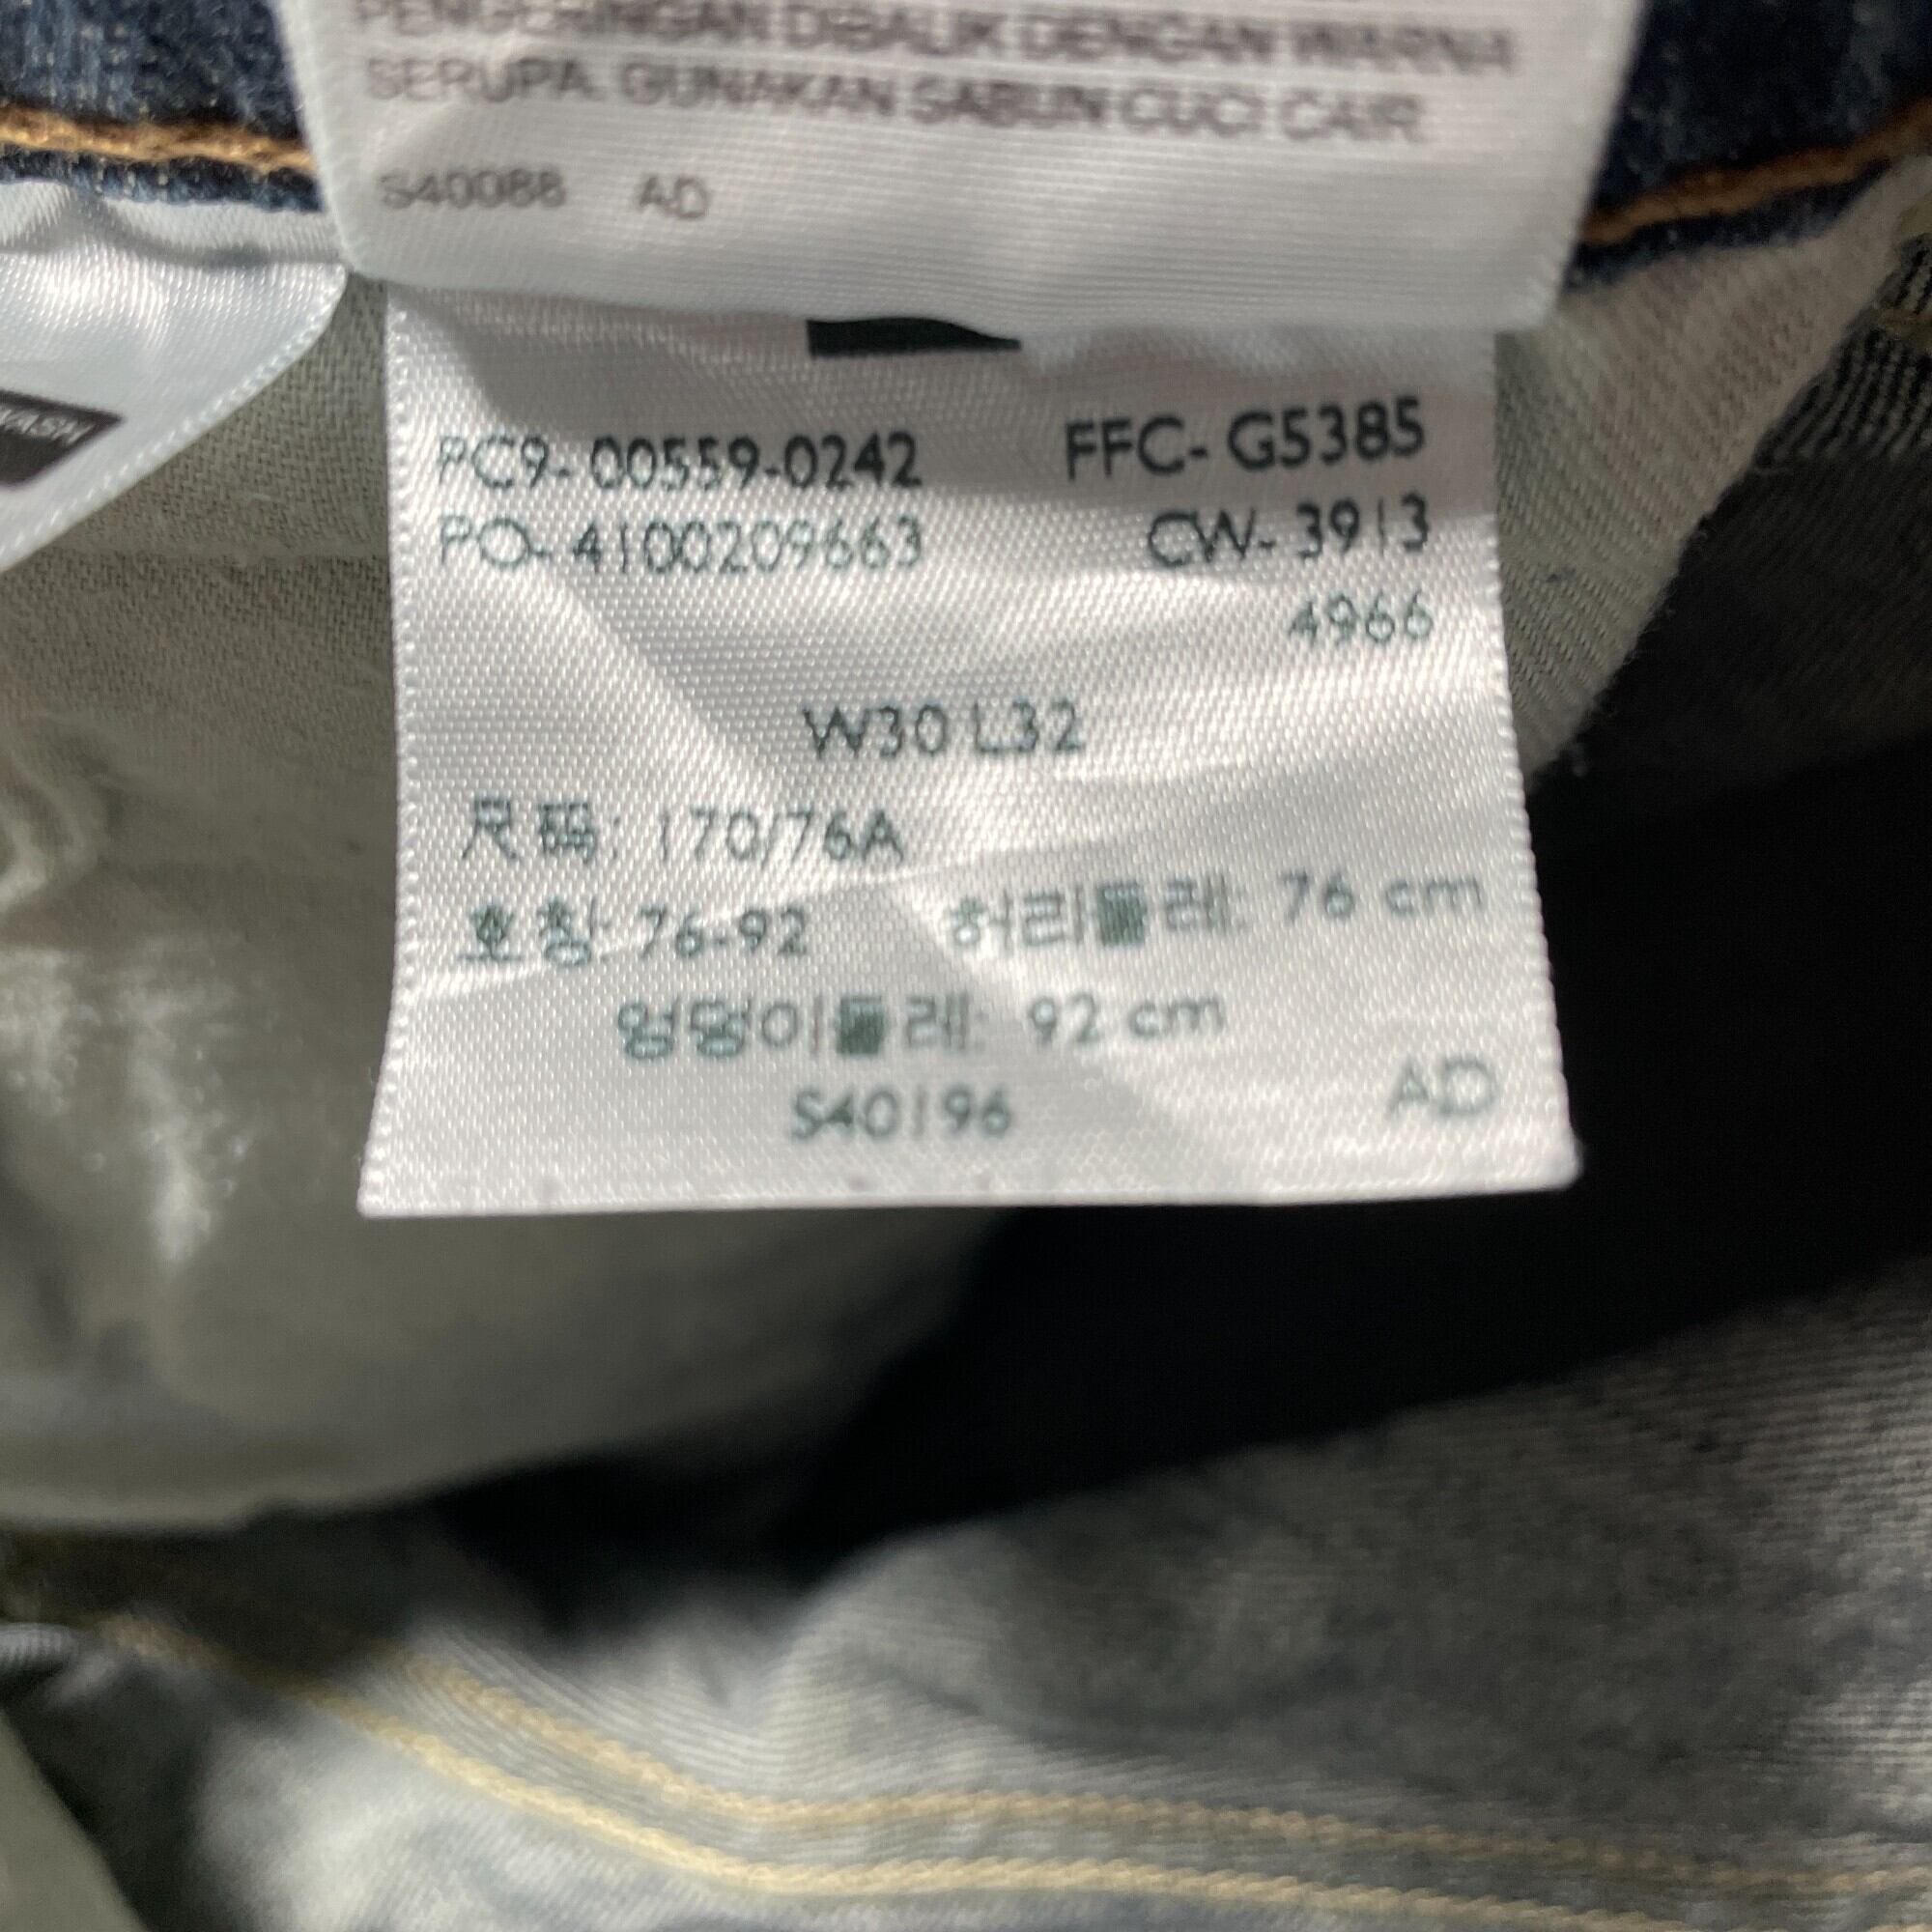 PENGERINGAN DIBALIK DENGAN WARNA
SERUPA. GUNAKAN SABUN CUCI CAIR
S40088 AD
WASH
PC9-00559-0242 FFC-G5385
PO-4100209663 CW-3913
4966
W30 L32
尺码: 170/76A
호칭: 76-92 허리둘레: 76 cm
엉덩이둘레: 92 cm
S40196 AD